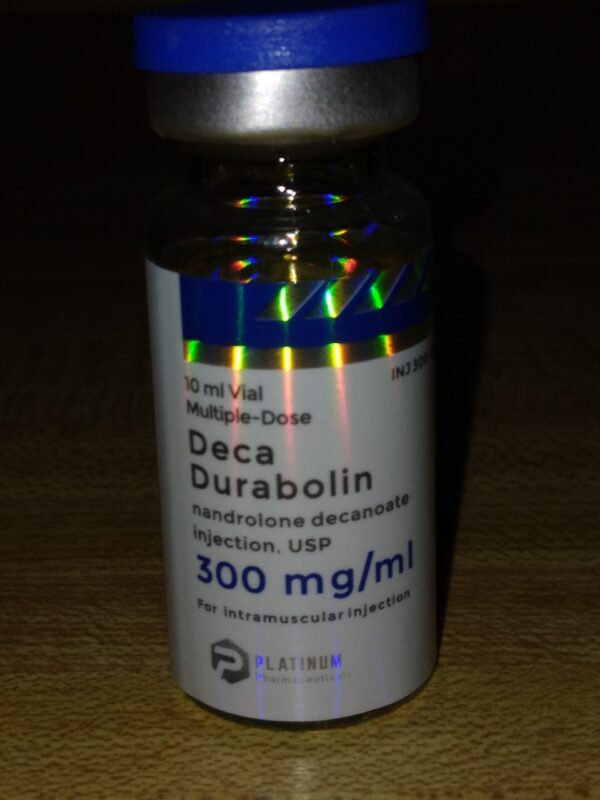 INJ 300
10 ml Vial
Multiple-Dose
Deca
Durabolin
nandrolone decanoate
injection, USP
300 mg/ml
For intramuscular injection
PLATINUM
Pharmaceuticals